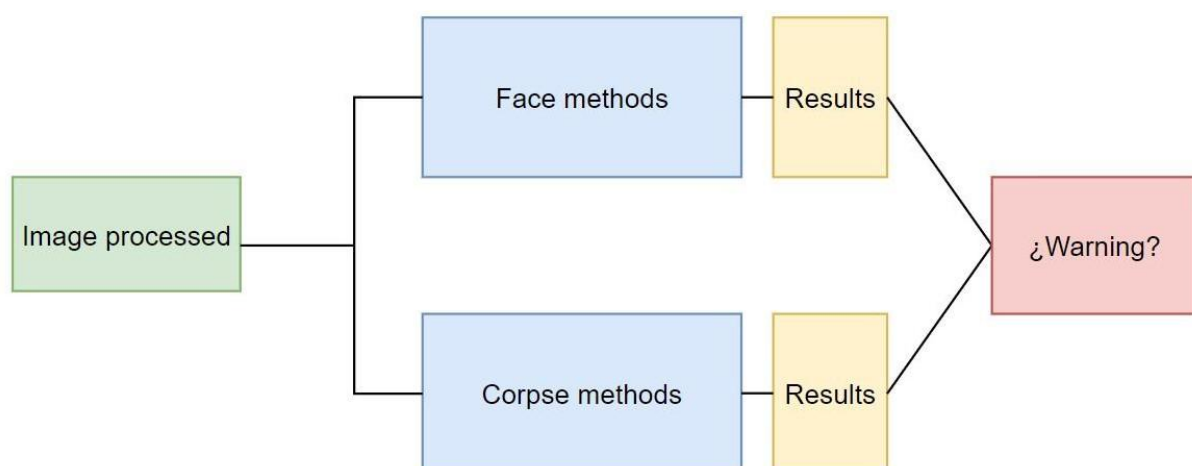 Face methods
Results
Image processed
¿Warning?
Corpse methods
Results